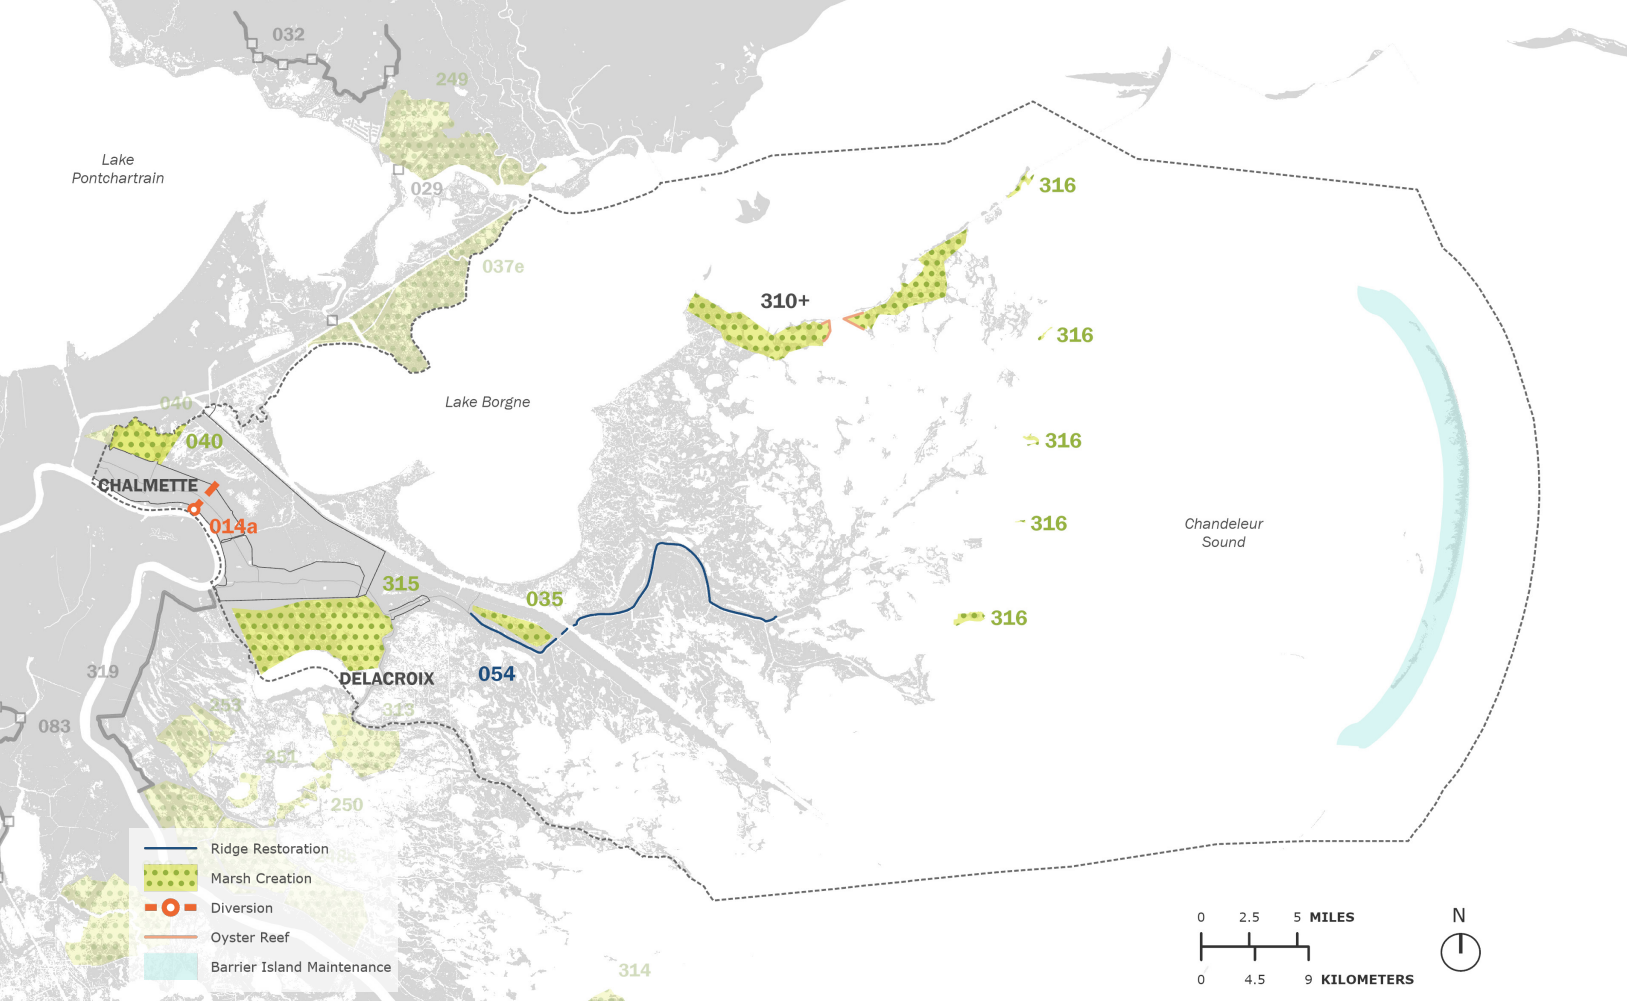 032
249
Lake
Pontchartrain
029
316
037e
310+
316
040
Lake Borgne
040
316
CHALMETTE
014a
316
Chandeleur
Sound
315
035
316
319
DELACROIX
054
253
313
083
251
250
Ridge Restoration
Marsh Creation
Diversion
Oyster Reef
Barrier Island Maintenance
314
0 2.5 5 MILES
0 4.5 9 KILOMETERS
N